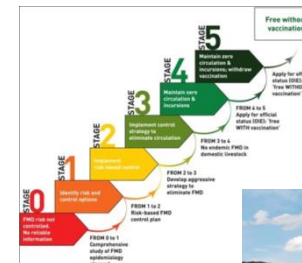 Free without
vaccination
STAGE 5
Maintain zero
circulation &
incursions; withdraw
vaccination
STAGE 4
Maintain zero
circulation & incursions
Apply for official
status (OIE):
'Free WITHOUT
vaccination'
STAGE 3
Implement control
strategy to
eliminate circulation
FROM 4 to 5
Apply for official
status (OIE): 'Free
WITH vaccination'
STAGE 2
Implement
risk based control
FROM 3 to 4
No endemic FMD in
domestic livestock
STAGE 1
Identify risk and
control options
FROM 2 to 3
Develop aggressive
strategy to
eliminate FMD
STAGE 0
FMD risk not
controlled.
No reliable
information
FROM 1 to 2
Risk-based FMD
control plan
FROM 0 to 1
Comprehensive
study of FMD
epidemiology